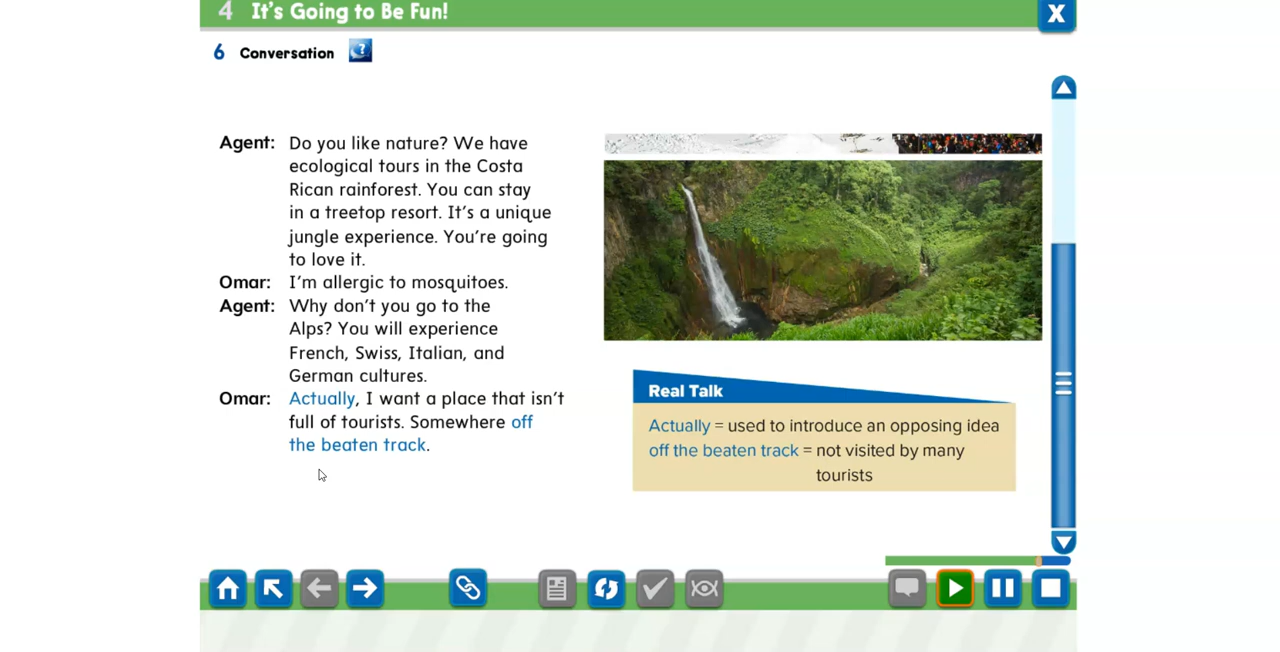 4 It's Going to Be Fun!
X
6 Conversation
?
Agent: Do you like nature? We have
ecological tours in the Costa
Rican rainforest. You can stay
in a treetop resort. It's a unique
jungle experience. You're going
to love it.
Omar: I'm allergic to mosquitoes.
Agent: Why don't you go to the
Alps? You will experience
French, Swiss, Italian, and
German cultures.
Omar: Actually, I want a place that isn't
full of tourists. Somewhere off
the beaten track.
Real Talk
Actually = used to introduce an opposing idea
off the beaten track = not visited by many
tourists